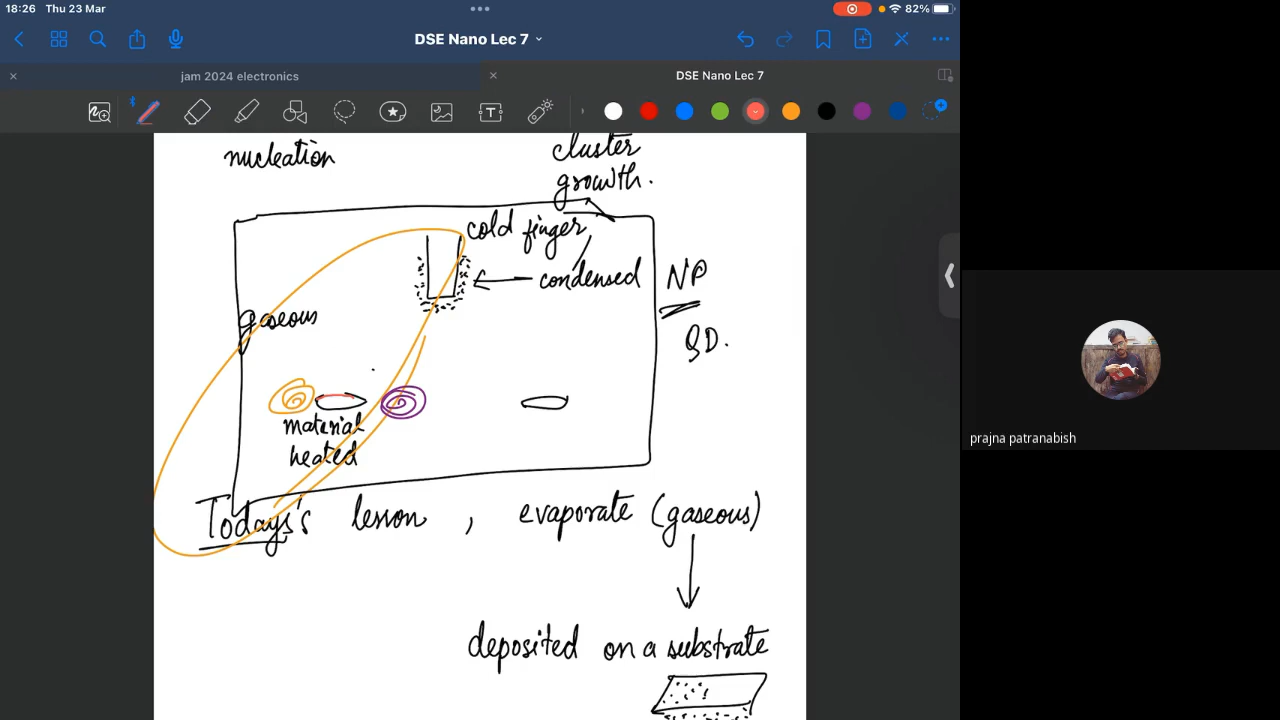 18:26 Thu 23 Mar
82%
DSE Nano Lec 7
jam 2024 electronics
DSE Nano Lec 7
nucleation
cluster
growth.
cold finger
condensed
NP
QD.
gaseous
material
heated
Todays's lesson , evaporate (gaseous)
deposited on a substrate
prajna patranabish